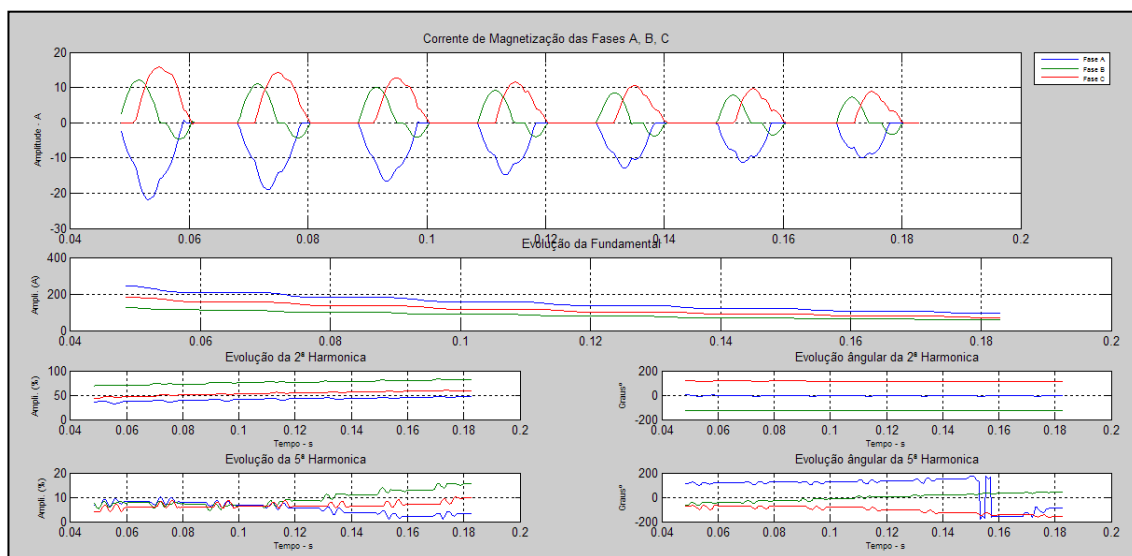 Corrente de Magnetização das Fases A, B, C
20
10
0
-10
-20
-30
Amplitude - A
0.04 0.06 0.08 0.1 0.12 0.14 0.16 0.18 0.2
Fase A
Fase B
Fase C
Evolução da Fundamental
400
200
0
Ampli. (A)
0.04 0.06 0.08 0.1 0.12 0.14 0.16 0.18 0.2
Evolução da 2ª Harmonica
100
50
0
Ampli. (%)
0.04 0.06 0.08 0.1 0.12 0.14 0.16 0.18 0.2
Tempo - s
Evolução ângular da 2ª Harmonica
200
0
-200
Grausº
0.04 0.06 0.08 0.1 0.12 0.14 0.16 0.18 0.2
Tempo - s
Evolução da 5ª Harmonica
20
10
0
Ampli. (%)
0.04 0.06 0.08 0.1 0.12 0.14 0.16 0.18 0.2
Tempo - s
Evolução ângular da 5ª Harmonica
200
0
-200
Grausº
0.04 0.06 0.08 0.1 0.12 0.14 0.16 0.18 0.2
Tempo - s